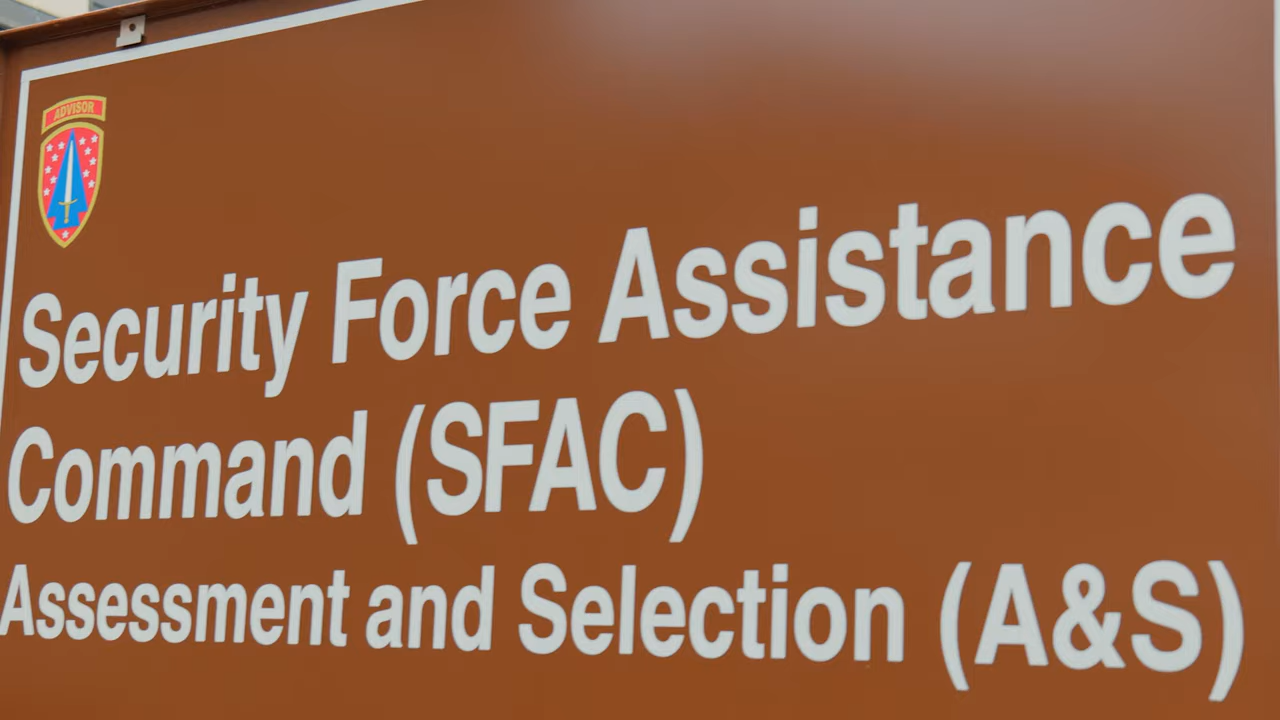 ADVISOR
Security Force Assistance
Command (SFAC)
Assessment and Selection (A&S)